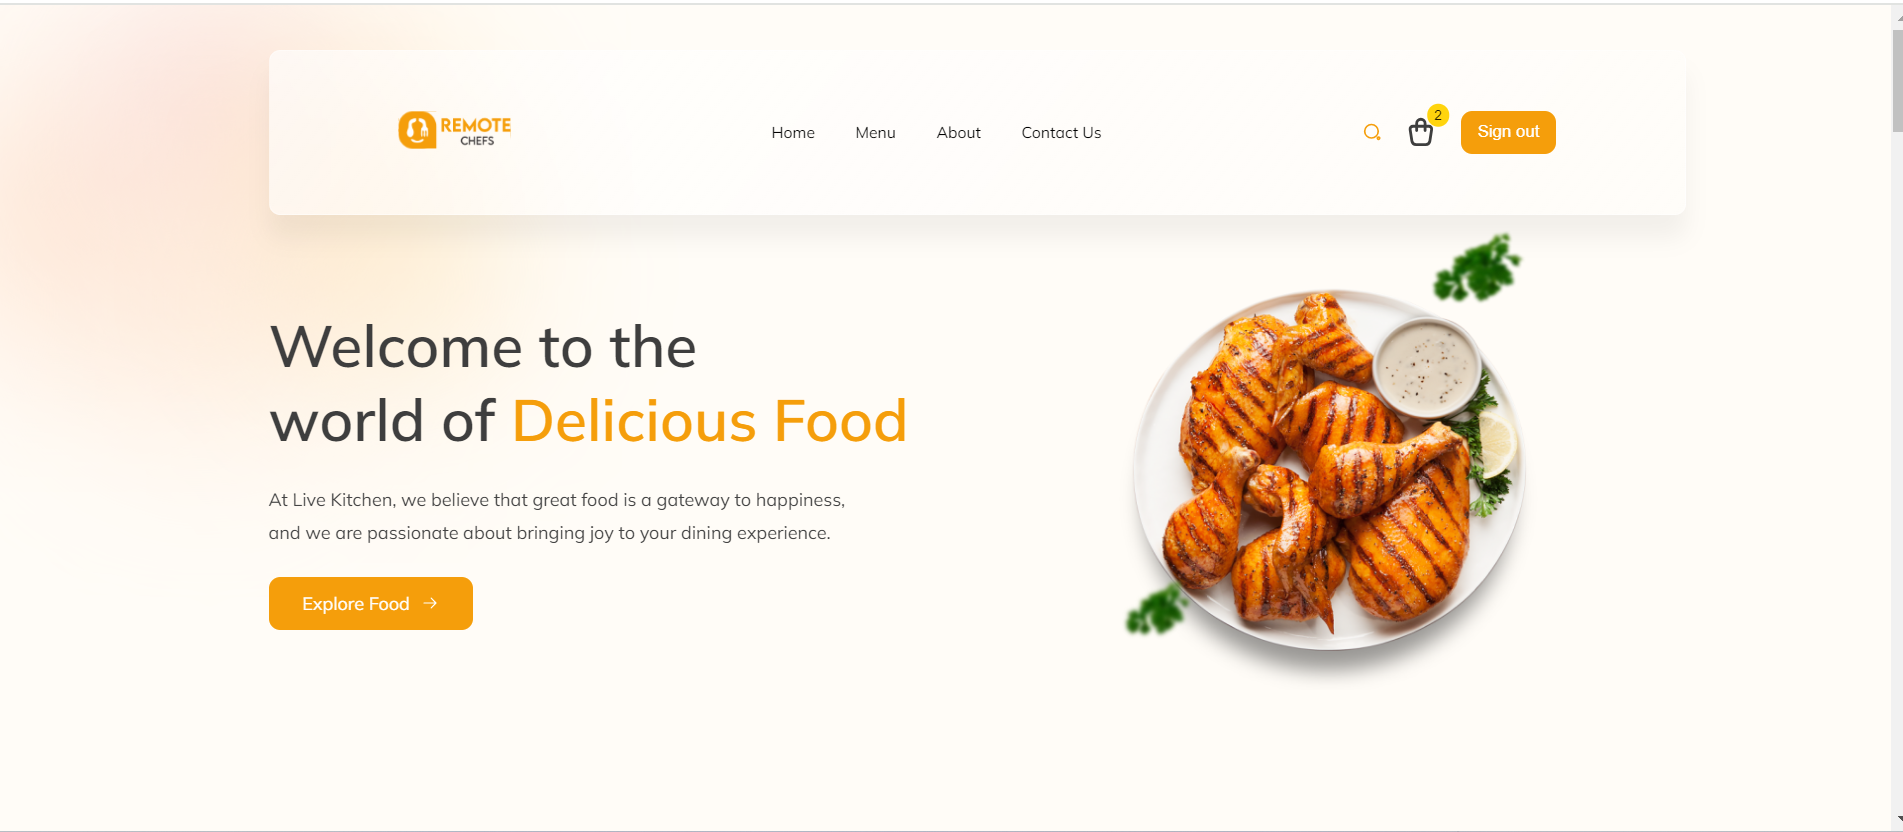 REMOTE
CHEFS
Home
Menu
About
Contact Us
2
Sign out
Welcome to the
world of Delicious Food
At Live Kitchen, we believe that great food is a gateway to happiness,
and we are passionate about bringing joy to your dining experience.
Explore Food →